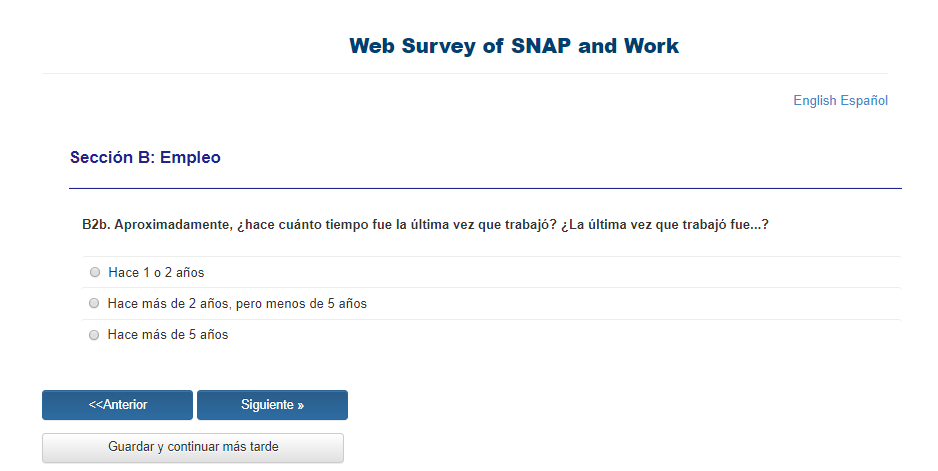 Web Survey of SNAP and Work
English Español
Sección B: Empleo
B2b. Aproximadamente, ¿hace cuánto tiempo fue la última vez que trabajó? ¿La última vez que trabajó fue...?
Hace 1 o 2 años
Hace más de 2 años, pero menos de 5 años
Hace más de 5 años
<<Anterior
Siguiente »
Guardar y continuar más tarde